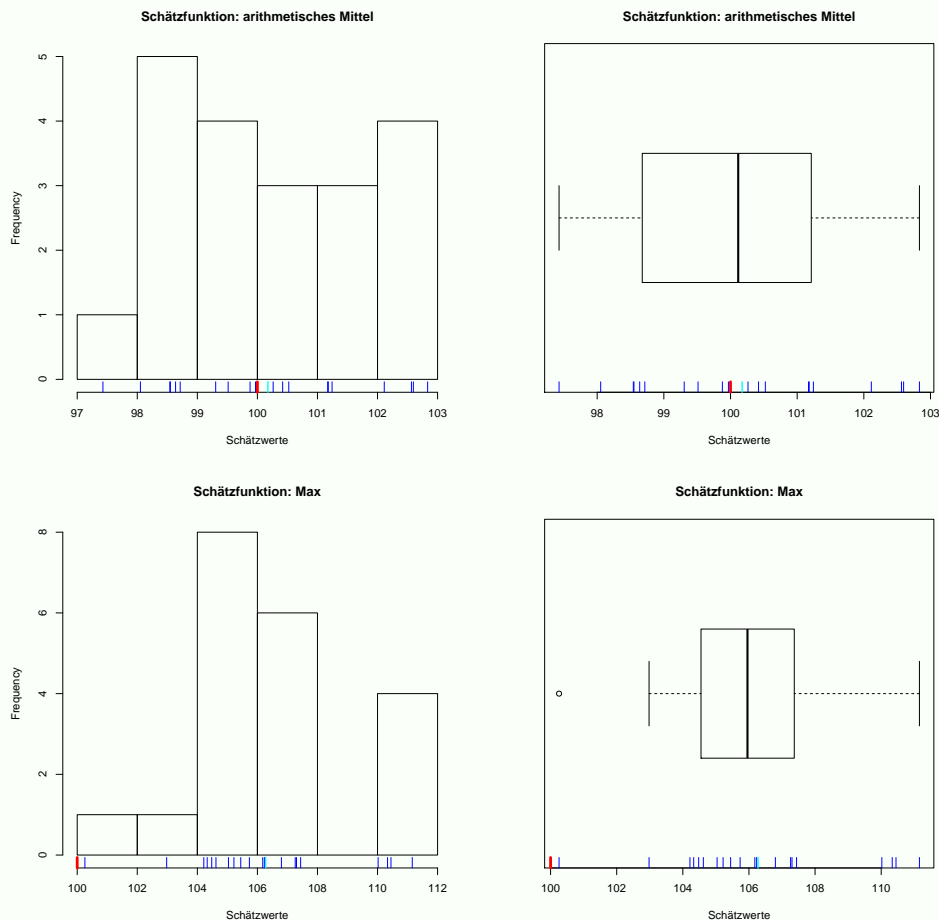 Schätzfunktion: arithmetisches Mittel
Frequency
0 1 2 3 4 5
97 98 99 100 101 102 103
Schätzwerte
Schätzfunktion: arithmetisches Mittel
98 99 100 101 102 103
Schätzwerte
Schätzfunktion: Max
Frequency
0 2 4 6 8
100 102 104 106 108 110 112
Schätzwerte
Schätzfunktion: Max
100 102 104 106 108 110
Schätzwerte